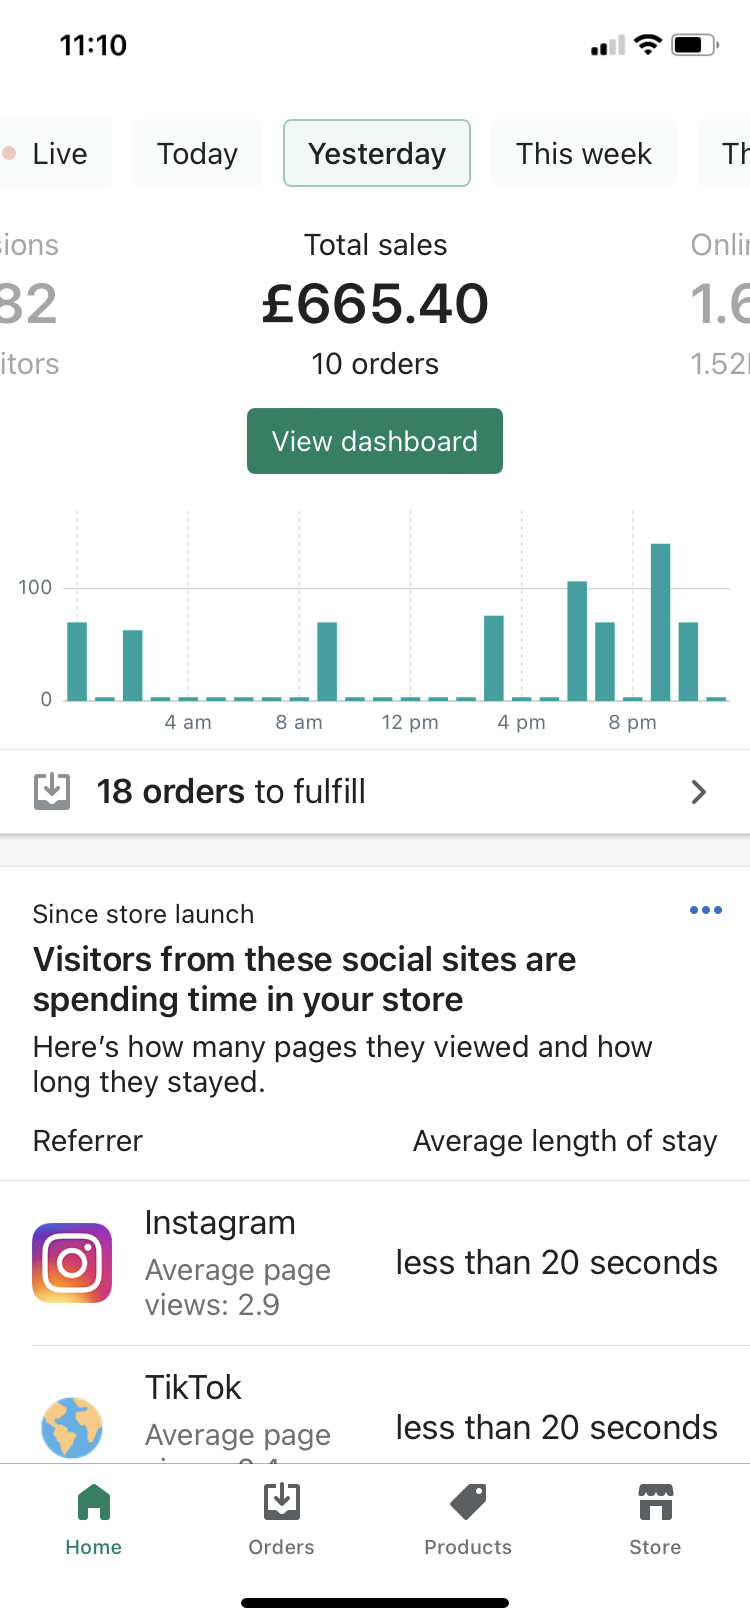 11:10
Live Today Yesterday This week Th
sions Total sales Onlin
82 £665.40 1.6
itors 10 orders 1.52
View dashboard
100
0
4 am 8 am 12 pm 4 pm 8 pm
18 orders to fulfill
Since store launch
Visitors from these social sites are
spending time in your store
Here's how many pages they viewed and how
long they stayed.
Referrer Average length of stay
Instagram
Average page
views: 2.9
less than 20 seconds
TikTok
Average page
less than 20 seconds
Home Orders Products Store